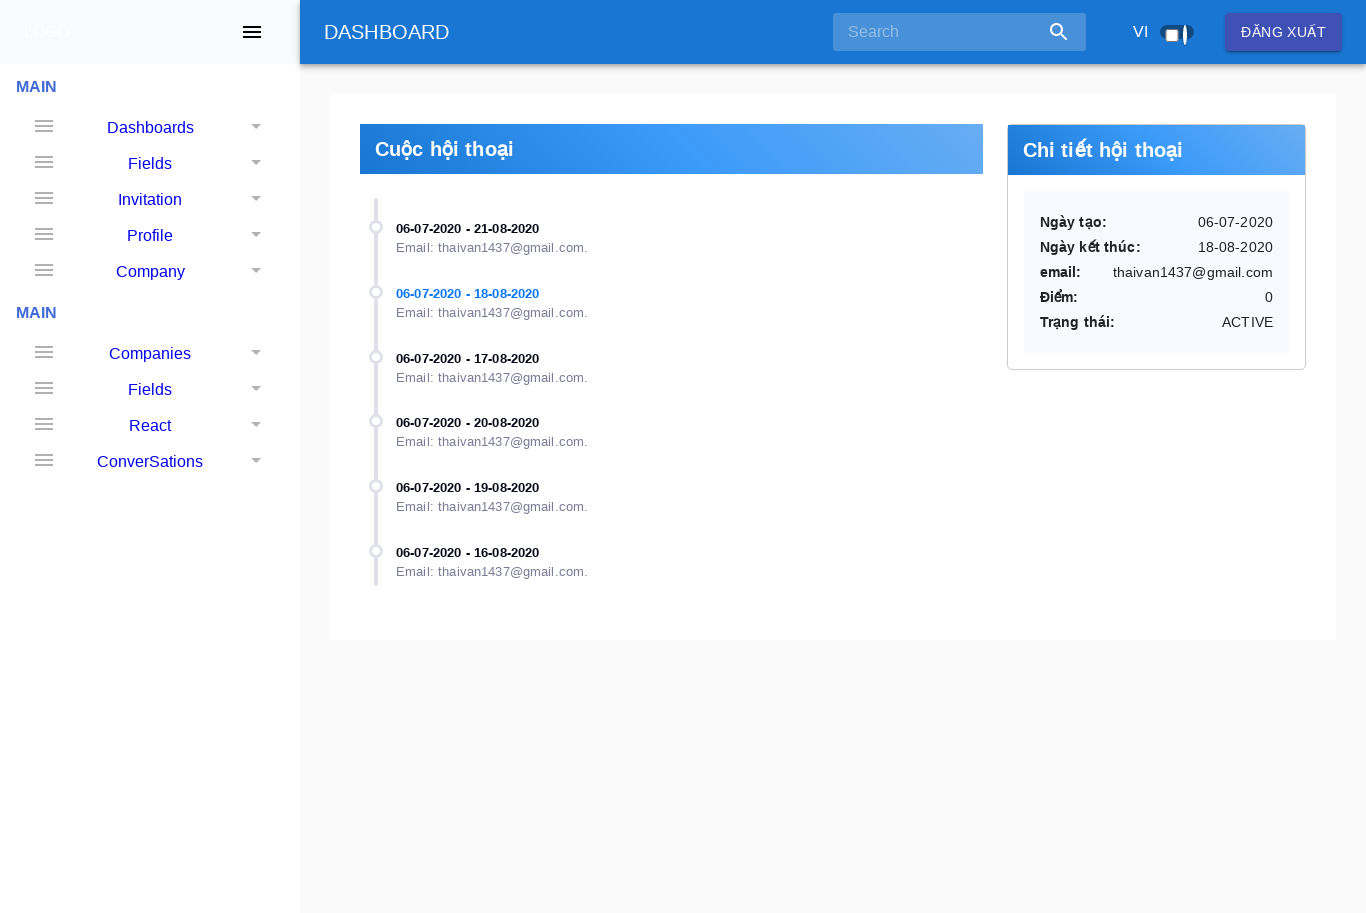 LOGO
DASHBOARD
Search
VI
ĐĂNG XUẤT
MAIN
Dashboards
Fields
Invitation
Profile
Company
MAIN
Companies
Fields
React
ConverSations
Cuộc hội thoại
06-07-2020 - 21-08-2020
Email: thaivan1437@gmail.com.
06-07-2020 - 18-08-2020
Email: thaivan1437@gmail.com.
06-07-2020 - 17-08-2020
Email: thaivan1437@gmail.com.
06-07-2020 - 20-08-2020
Email: thaivan1437@gmail.com.
06-07-2020 - 19-08-2020
Email: thaivan1437@gmail.com.
06-07-2020 - 16-08-2020
Email: thaivan1437@gmail.com.
Chi tiết hội thoại
Ngày tạo: 06-07-2020
Ngày kết thúc: 18-08-2020
email: thaivan1437@gmail.com
Điểm: 0
Trạng thái: ACTIVE